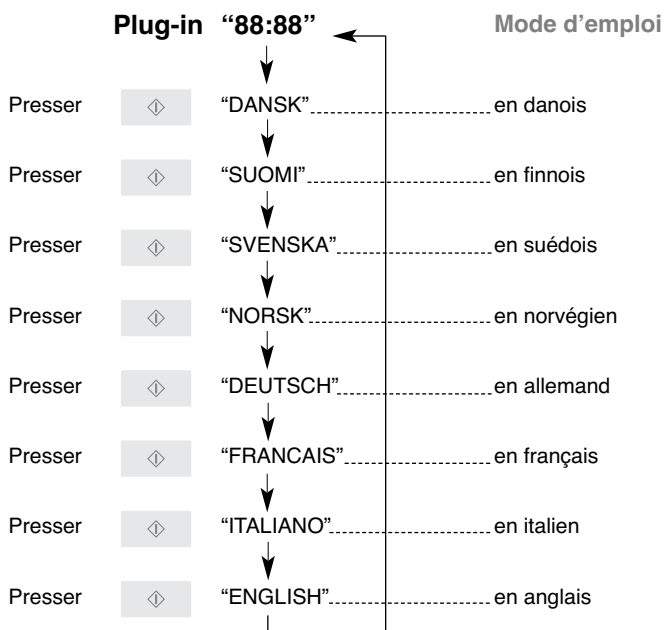 Plug-in “88:88” Mode d’emploi
Presser “DANSK” en danois
Presser “SUOMI” en finnois
Presser “SVENSKA” en suédois
Presser “NORSK” en norvégien
Presser “DEUTSCH” en allemand
Presser “FRANCAIS” en français
Presser “ITALIANO” en italien
Presser “ENGLISH” en anglais